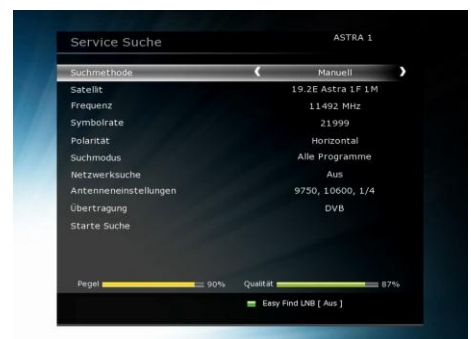 Service Suche ASTRA 1
Suchmethode Manuell
Satellit 19.2E Astra 1F 1M
Frequenz 11492 MHz
Symbolrate 21999
Polarität Horizontal
Suchmodus Alle Programme
Netzwerksuche Aus
Antenneneinstellungen 9750, 10600, 1/4
Übertragung DVB
Starte Suche
Pegel 90% Qualität 87%
Easy Find LNB [ Aus ]